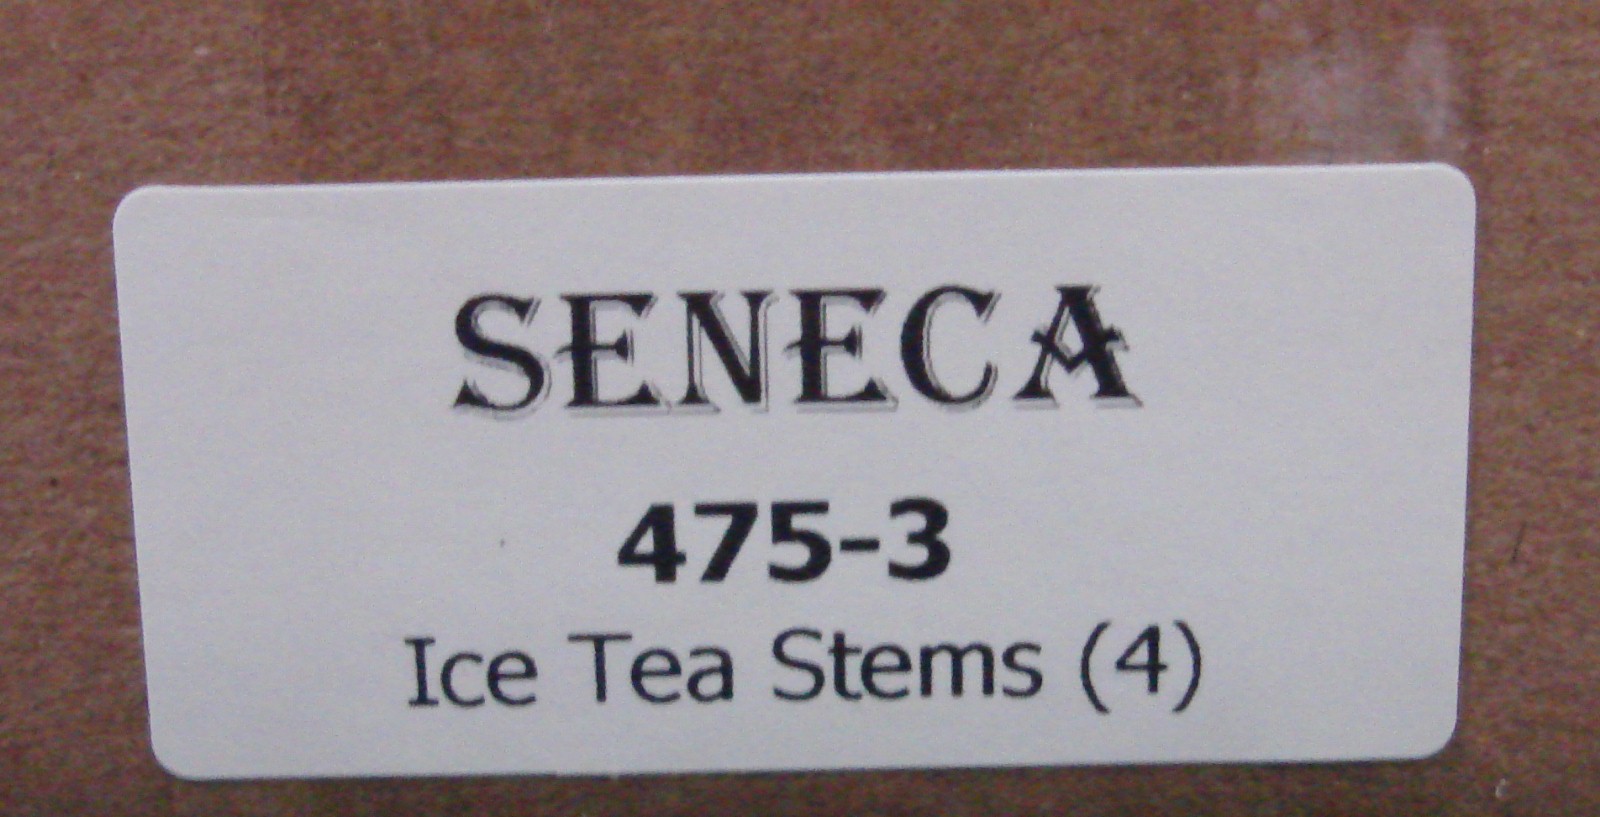 SENECA
475-3
Ice Tea Stems (4)